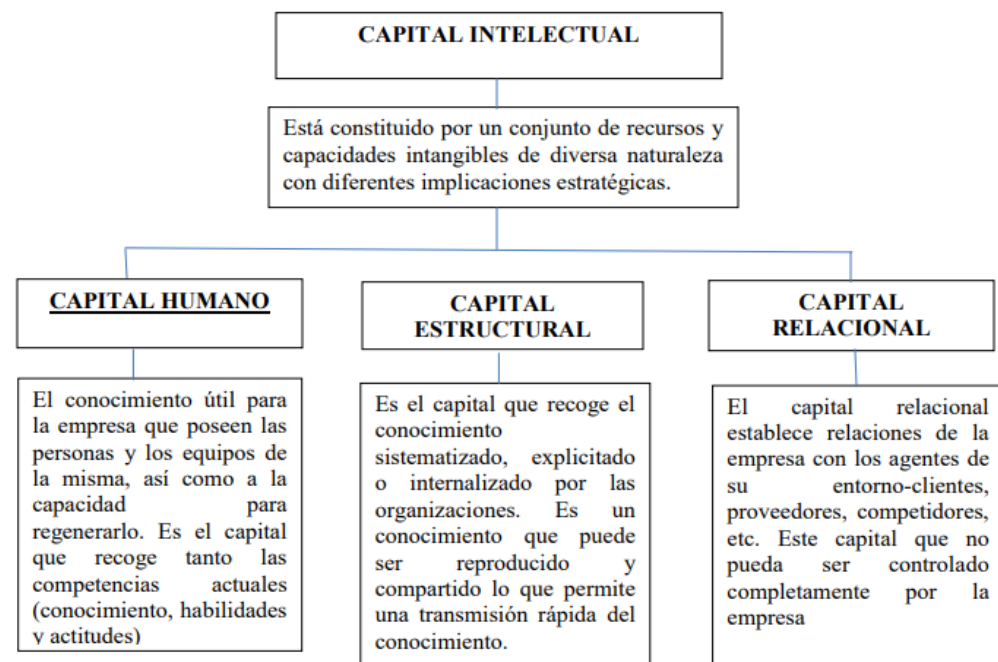 CAPITAL INTELECTUAL
Está constituido por un conjunto de recursos y
capacidades intangibles de diversa naturaleza
con diferentes implicaciones estratégicas.
CAPITAL HUMANO
El conocimiento útil para
la empresa que poseen las
personas y los equipos de
la misma, así como a la
capacidad para
regenerarlo. Es el capital
que recoge tanto las
competencias actuales
(conocimiento, habilidades
y actitudes)
CAPITAL
ESTRUCTURAL
Es el capital que recoge el
conocimiento
sistematizado, explicitado
o internalizado por las
organizaciones. Es un
conocimiento que puede
ser reproducido y
compartido lo que permite
una transmisión rápida del
conocimiento.
CAPITAL
RELACIONAL
El capital relacional
establece relaciones de la
empresa con los agentes de
su entorno-clientes,
proveedores, competidores,
etc. Este capital que no
pueda ser controlado
completamente por la
empresa